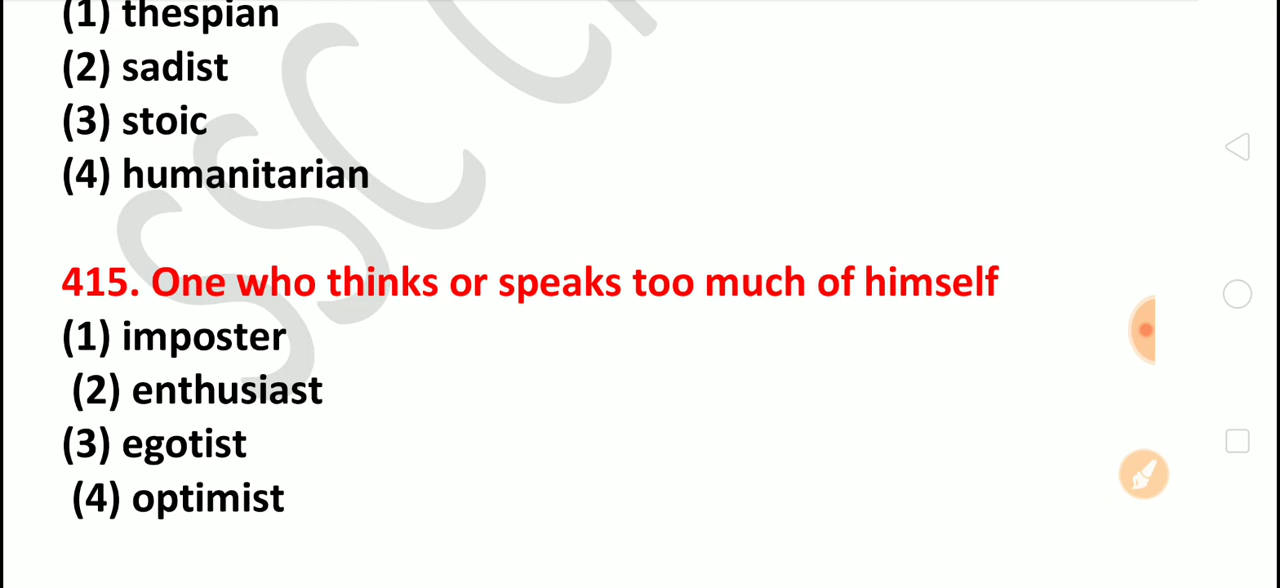 (1) thespian
(2) sadist
(3) stoic
(4) humanitarian
415. One who thinks or speaks too much of himself
(1) imposter
(2) enthusiast
(3) egotist
(4) optimist
SSC